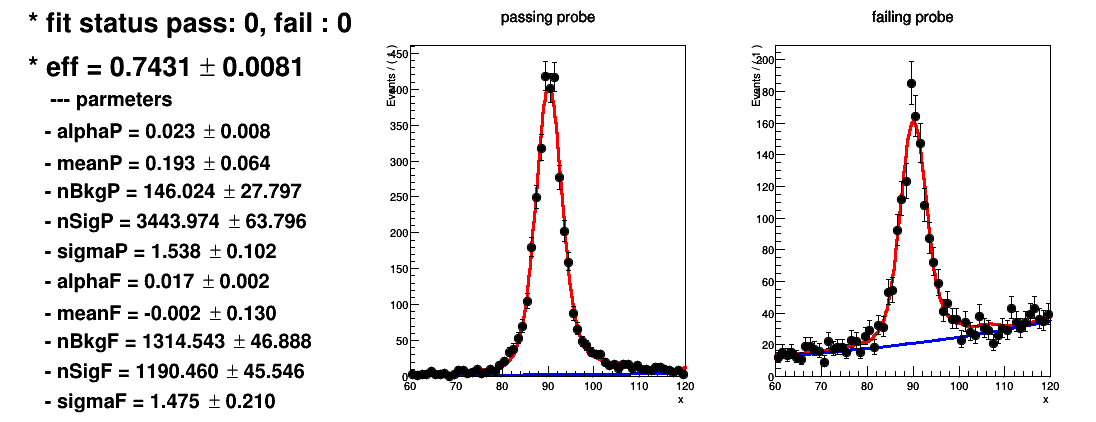 * fit status pass: 0, fail : 0
* eff = 0.7431 ± 0.0081
--- parmeters
- alphaP = 0.023 ± 0.008
- meanP = 0.193 ± 0.064
- nBkgP = 146.024 ± 27.797
- nSigP = 3443.974 ± 63.796
- sigmaP = 1.538 ± 0.102
- alphaF = 0.017 ± 0.002
- meanF = -0.002 ± 0.130
- nBkgF = 1314.543 ± 46.888
- nSigF = 1190.460 ± 45.546
- sigmaF = 1.475 ± 0.210
passing probe
Events / ( 1 )
450
400
350
300
250
200
150
100
50
0
60 70 80 90 100 110 120
x
failing probe
Events / ( 1 )
200
180
160
140
120
100
80
60
40
20
0
60 70 80 90 100 110 120
x